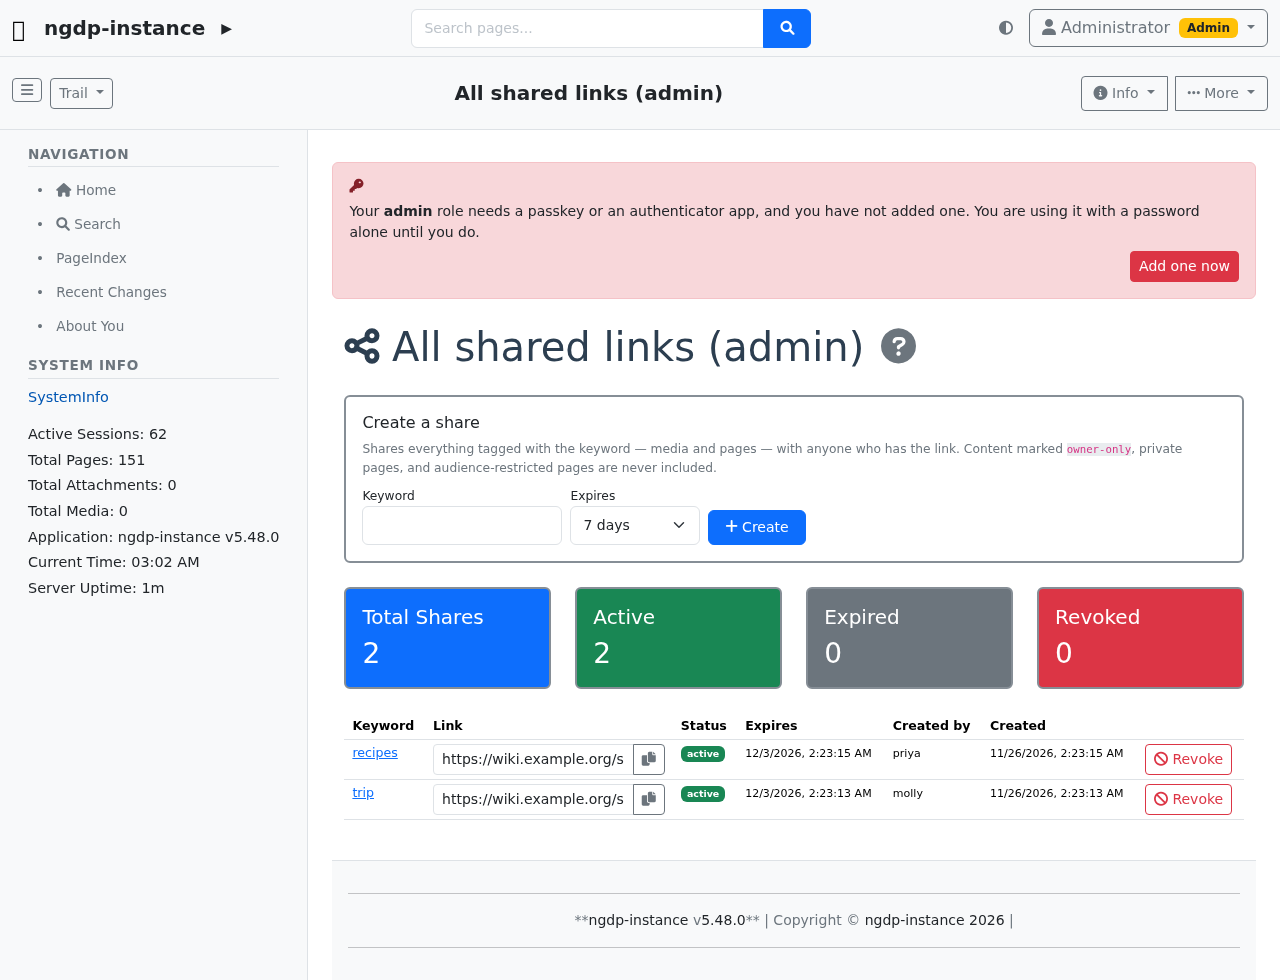 ngdp-instance ▶
Search pages...
Administrator Admin
Trail
All shared links (admin)
Info
More
NAVIGATION
Home
Search
PageIndex
Recent Changes
About You
SYSTEM INFO
SystemInfo
Active Sessions: 62
Total Pages: 151
Total Attachments: 0
Total Media: 0
Application: ngdp-instance v5.48.0
Current Time: 03:02 AM
Server Uptime: 1m
Your admin role needs a passkey or an authenticator app, and you have not added one. You are using it with a password
alone until you do.
Add one now
All shared links (admin) ?
Create a share
Shares everything tagged with the keyword — media and pages — with anyone who has the link. Content marked owner-only, private
pages, and audience-restricted pages are never included.
Keyword Expires
7 days + Create
Total Shares
2
Active
2
Expired
0
Revoked
0
Keyword Link Status Expires Created by Created
recipes https://wiki.example.org/s active 12/3/2026, 2:23:15 AM priya 11/26/2026, 2:23:15 AM Revoke
trip https://wiki.example.org/s active 12/3/2026, 2:23:13 AM molly 11/26/2026, 2:23:13 AM Revoke
**ngdp-instance v5.48.0** | Copyright © ngdp-instance 2026 |